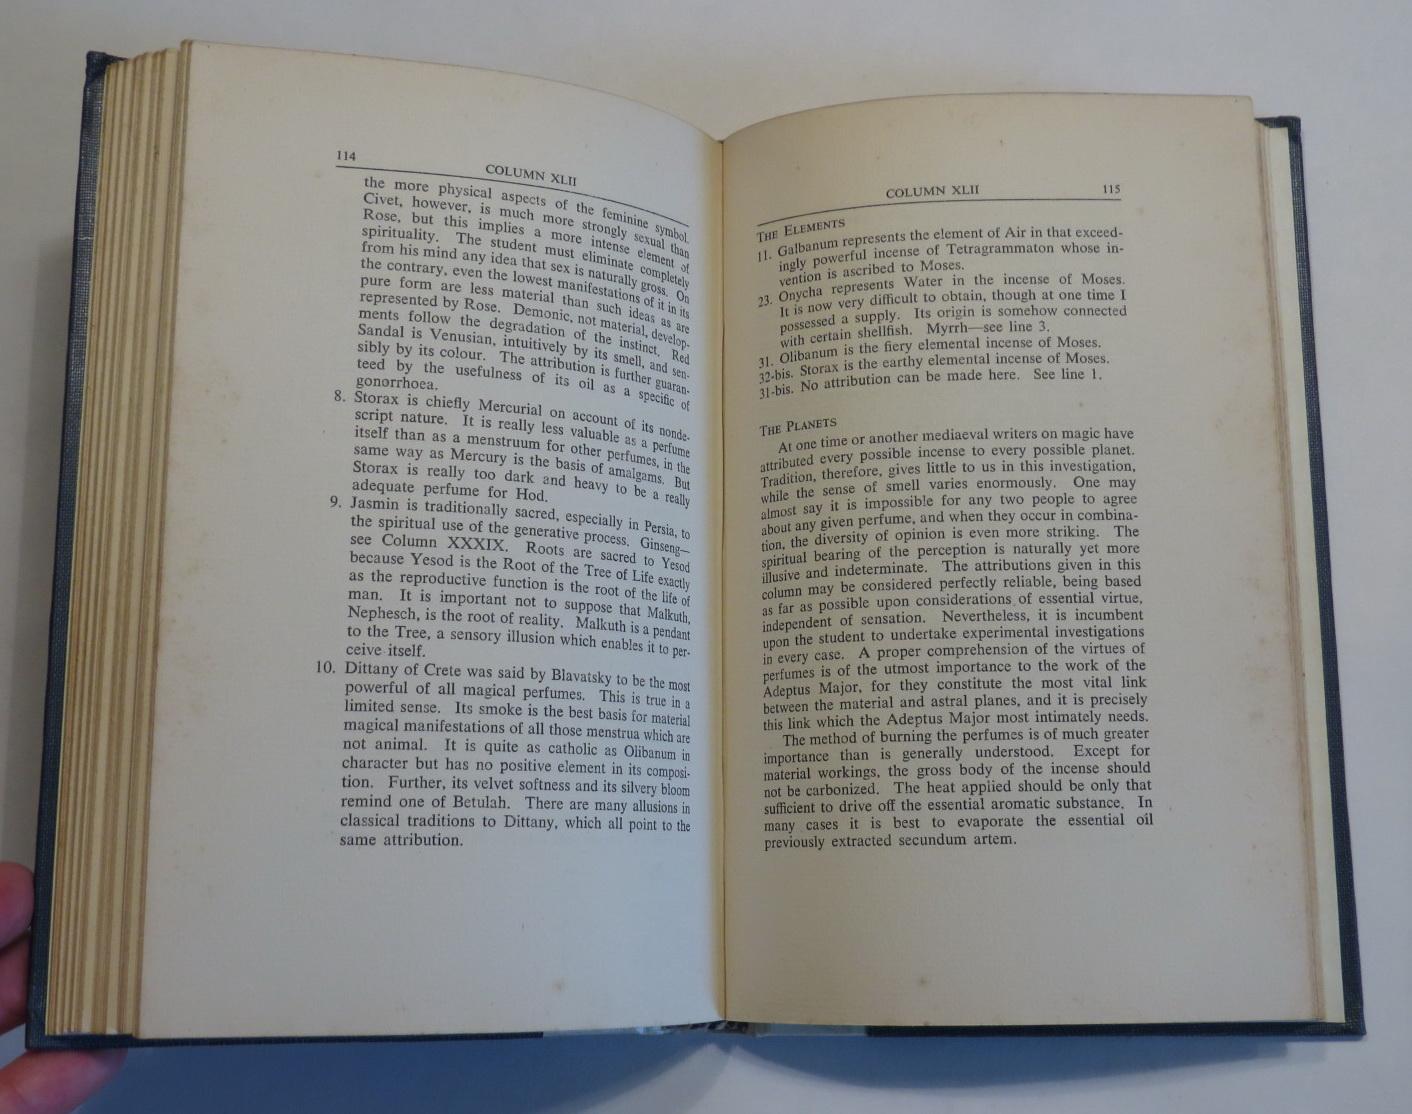 114
COLUMN XLII
the more physical aspects of the feminine symbol.
Civet, however, is much more strongly sexual than
Rose, but this implies a more intense element of
spirituality. The student must eliminate completely
from his mind any idea that sex is naturally gross. On
the contrary, even the lowest manifestations of it in its
pure form are less material than such ideas as are
represented by Rose. Demonic, not material, develop-
ments follow the degradation of the instinct. Red
Sandal is Venusian, intuitively by its smell, and sen-
sibly by its colour. The attribution is further guaran-
teed by the usefulness of its oil as a specific of
gonorrhoea.
8. Storax is chiefly Mercurial on account of its nonde-
script nature. It is really less valuable as a perfume
itself than as a menstruum for other perfumes, in the
same way as Mercury is the basis of amalgams. But
Storax is really too dark and heavy to be a really
adequate perfume for Hod.
9. Jasmin is traditionally sacred, especially in Persia, to
the spiritual use of the generative process. Ginseng—
see Column XXXIX. Roots are sacred to Yesod
because Yesod is the Root of the Tree of Life exactly
as the reproductive function is the root of the life of
man. It is important not to suppose that Malkuth,
Nephesch, is the root of reality. Malkuth is a pendant
to the Tree, a sensory illusion which enables it to per-
ceive itself.
10. Dittany of Crete was said by Blavatsky to be the most
powerful of all magical perfumes. This is true in a
limited sense. Its smoke is the best basis for material
magical manifestations of all those menstrua which are
not animal. It is quite as catholic as Olibanum in
character but has no positive element in its composi-
tion. Further, its velvet softness and its silvery bloom
remind one of Betulah. There are many allusions in
classical traditions to Dittany, which all point to the
same attribution.
COLUMN XLII
115
THE ELEMENTS
11. Galbanum represents the element of Air in that exceed-
ingly powerful incense of Tetragrammaton whose in-
vention is ascribed to Moses.
23. Onycha represents Water in the incense of Moses.
It is now very difficult to obtain, though at one time I
possessed a supply. Its origin is somehow connected
with certain shellfish. Myrrh—see line 3.
31. Olibanum is the fiery elemental incense of Moses.
32-bis. Storax is the earthy elemental incense of Moses.
31-bis. No attribution can be made here. See line 1.
THE PLANETS
At one time or another mediaeval writers on magic have
attributed every possible incense to every possible planet.
Tradition, therefore, gives little to us in this investigation,
while the sense of smell varies enormously. One may
almost say it is impossible for any two people to agree
about any given perfume, and when they occur in combina-
tion, the diversity of opinion is even more striking. The
spiritual bearing of the perception is naturally yet more
illusive and indeterminate. The attributions given in this
column may be considered perfectly reliable, being based
as far as possible upon considerations of essential virtue,
independent of sensation. Nevertheless, it is incumbent
upon the student to undertake experimental investigations
in every case. A proper comprehension of the virtues of
perfumes is of the utmost importance to the work of the
Adeptus Major, for they constitute the most vital link
between the material and astral planes, and it is precisely
this link which the Adeptus Major most intimately needs.
The method of burning the perfumes is of much greater
importance than is generally understood. Except for
material workings, the gross body of the incense should
not be carbonized. The heat applied should be only that
sufficient to drive off the essential aromatic substance. In
many cases it is best to evaporate the essential oil
previously extracted secundum artem.